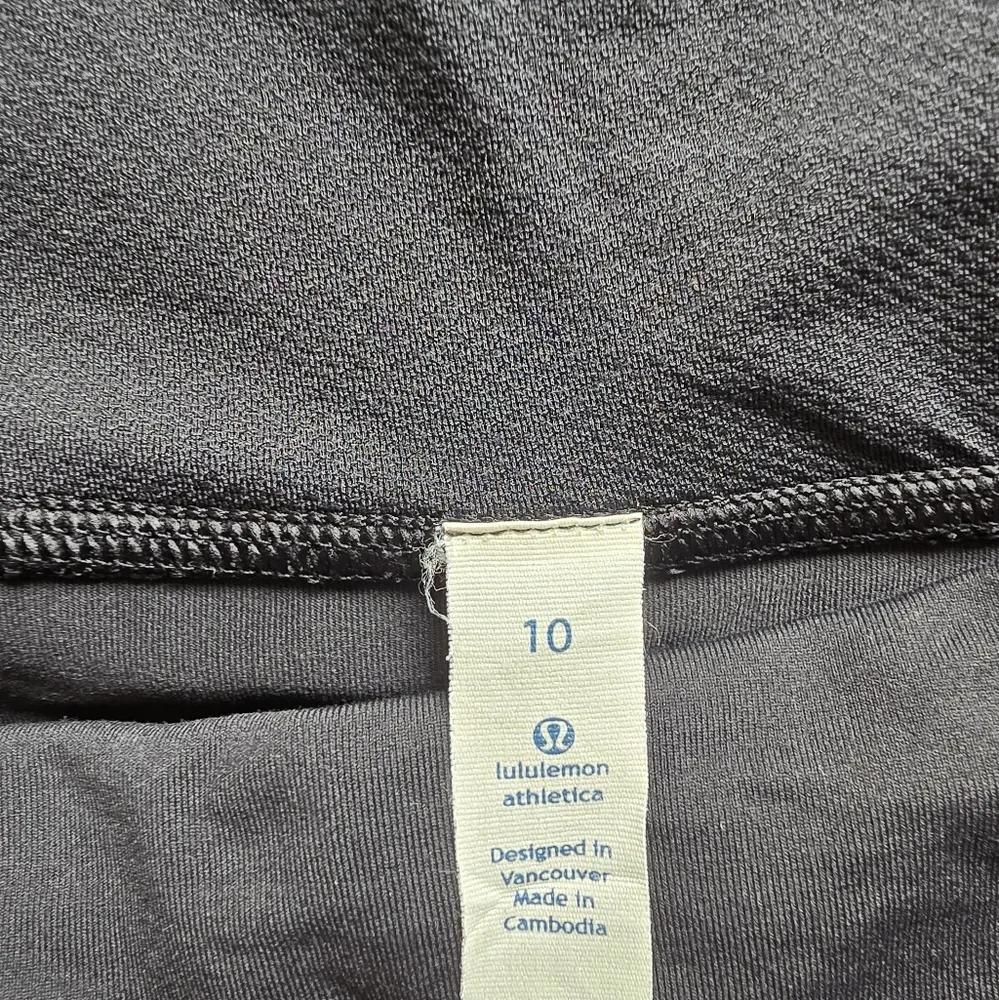 10
lululemon
athletica
Designed in
Vancouver
Made in
Cambodia